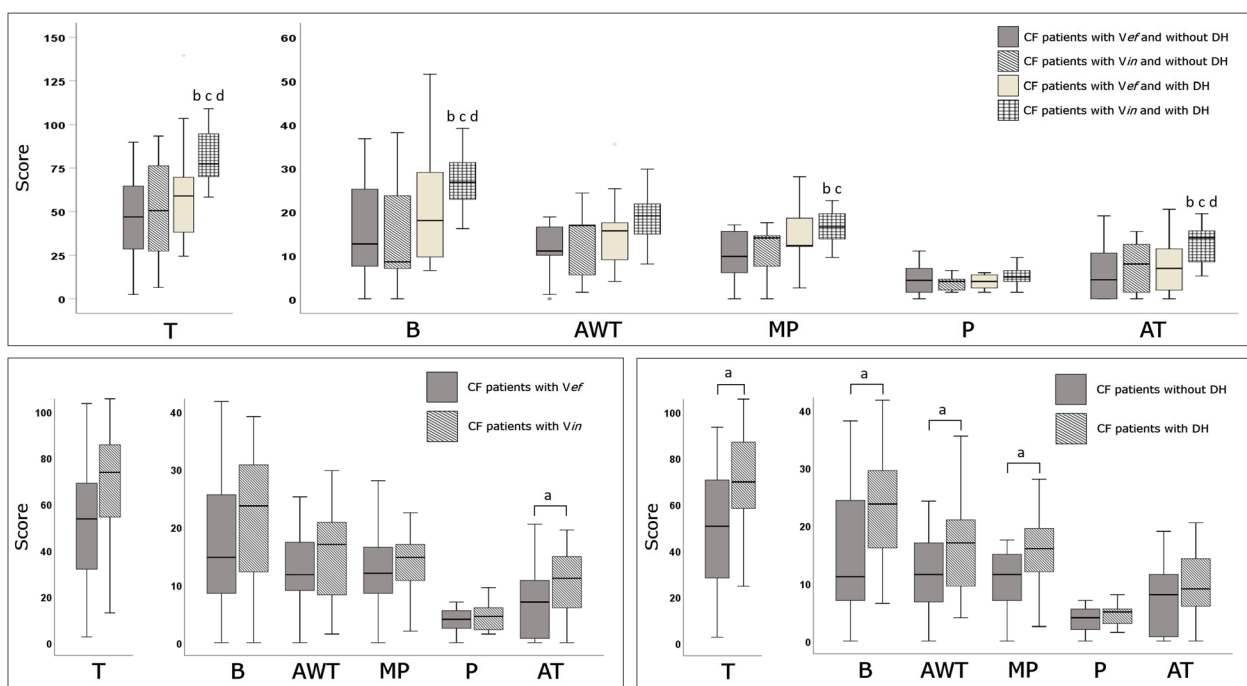 150
125
100
75
50
25
0
Score
T
b c d
60
50
40
30
20
10
0
B
AWT
MP
P
AT
b c d
b c
b c d
CF patients with Vef and without DH
CF patients with Vin and without DH
CF patients with Vef and with DH
CF patients with Vin and with DH
100
80
60
40
20
0
Score
T
40
30
20
10
0
B
AWT
MP
P
AT
a
CF patients with Vef
CF patients with Vin
100
80
60
40
20
0
Score
T
a
40
30
20
10
0
B
AWT
MP
P
AT
a
a
a
CF patients without DH
CF patients with DH